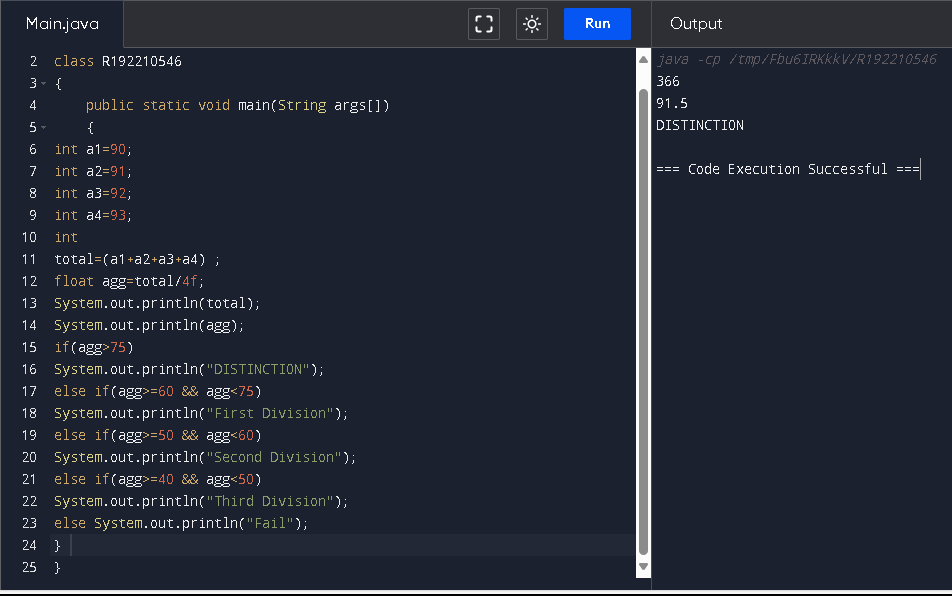 Main.java
Run
Output
2 class R192210546
3 {
4     public static void main(String args[])
5     {
6 int a1=90;
7 int a2=91;
8 int a3=92;
9 int a4=93;
10 int
11 total=(a1+a2+a3+a4) ;
12 float agg=total/4f;
13 System.out.println(total);
14 System.out.println(agg);
15 if(agg>75)
16 System.out.println("DISTINCTION");
17 else if(agg>=60 && agg<75)
18 System.out.println("First Division");
19 else if(agg>=50 && agg<60)
20 System.out.println("Second Division");
21 else if(agg>=40 && agg<50)
22 System.out.println("Third Division");
23 else System.out.println("Fail");
24 }
25 }
java -cp /tmp/Fbu6IRKkkV/R192210546
366
91.5
DISTINCTION
=== Code Execution Successful ===